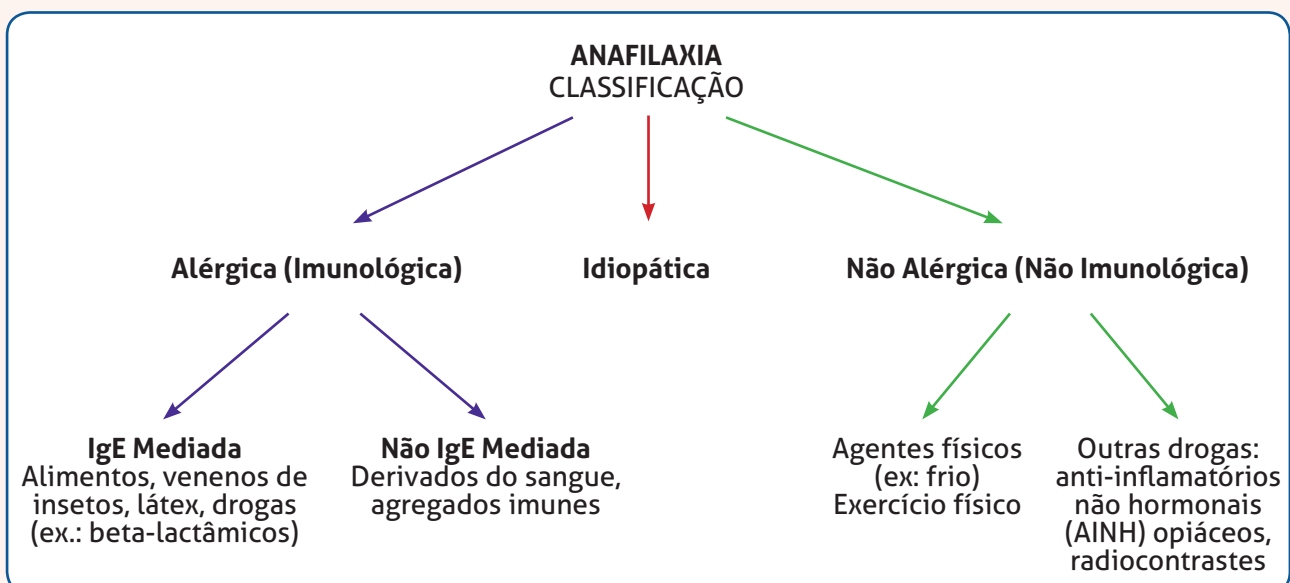 ANAFILAXIA
CLASSIFICAÇÃO
Alérgica (Imunológica)
Idiopática
Não Alérgica (Não Imunológica)
IgE Mediada
Alimentos, venenos de
insetos, látex, drogas
(ex.: beta-lactâmicos)
Não IgE Mediada
Derivados do sangue,
agregados imunes
Agentes físicos
(ex: frio)
Exercício físico
Outras drogas:
anti-inflamatórios
não hormonais
(AINH) opiáceos,
radiocontrastes